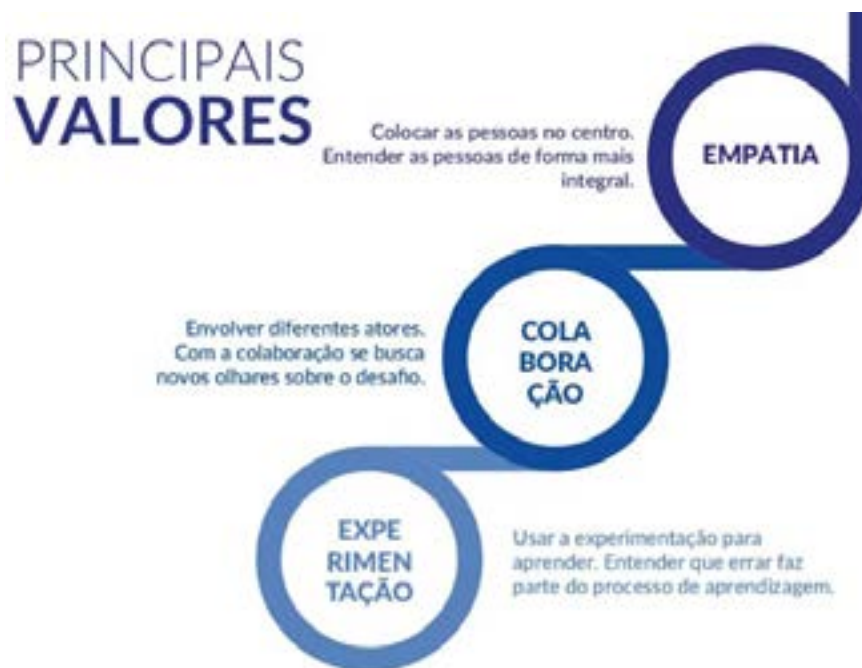 PRINCIPAIS
VALORES
Colocar as pessoas no centro.
Entender as pessoas de forma mais
integral.
EMPATIA
Envolver diferentes atores.
Com a colaboração se busca
novos olhares sobre o desafio.
COLA
BORA
ÇÃO
EXPE
RIMEN
TAÇÃO
Usar a experimentação para
aprender. Entender que errar faz
parte do processo de aprendizagem.